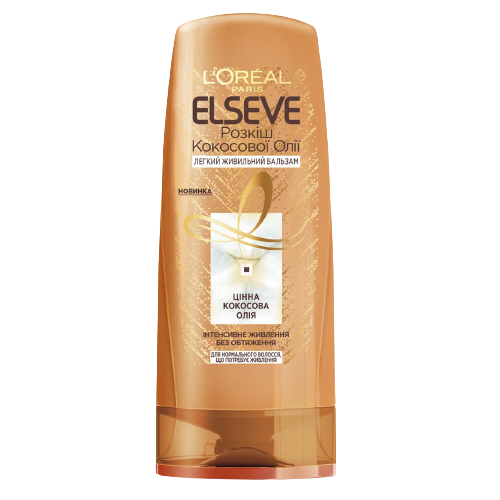 L'ORÉAL
PARIS
ELSEVE
Розкіш
Кокосової Олії
ЛЕГКИЙ ЖИВИЛЬНИЙ БАЛЬЗАМ
НОВИНКА
ЦІННА
КОКОСОВА
ОЛІЯ
ІНТЕНСИВНЕ ЖИВЛЕННЯ
БЕЗ ОБТЯЖЕННЯ
ДЛЯ НОРМАЛЬНОГО ВОЛОССЯ,
ЩО ПОТРЕБУЄ ЖИВЛЕННЯ